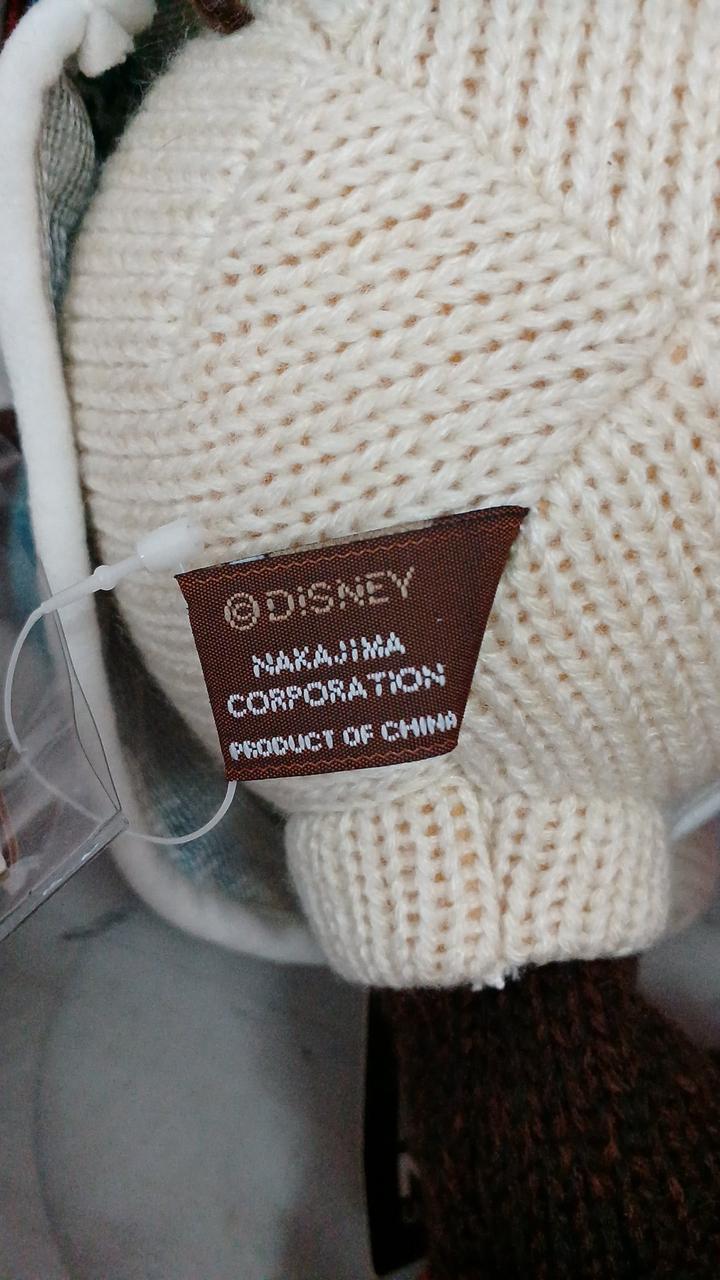 © DiSNEY
NAKAJIMA
CORPORATION
PRODUCT OF CHINA